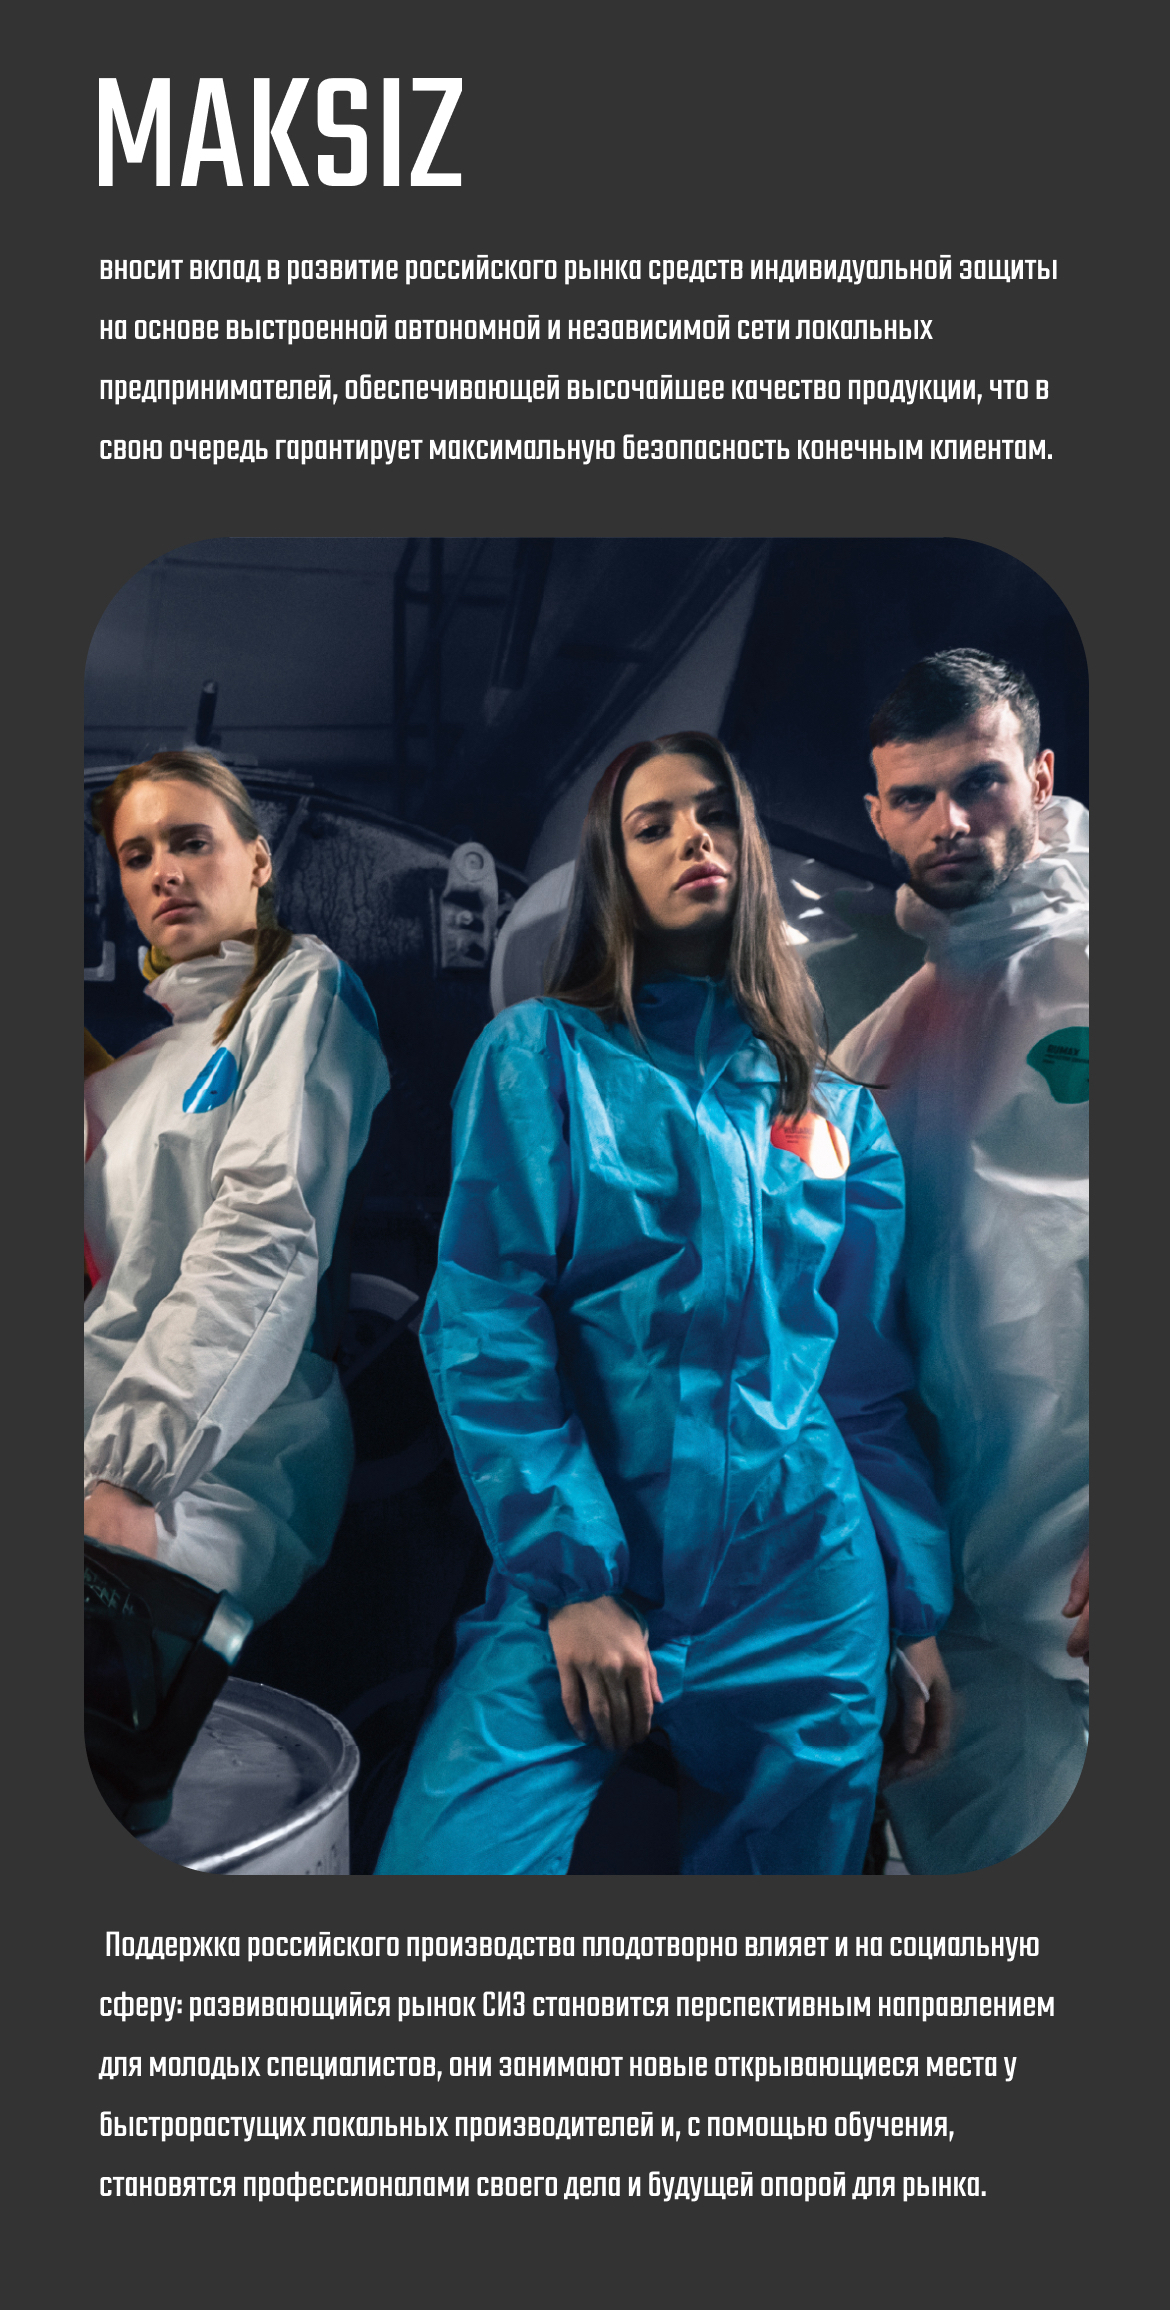 MAKSIZ
вносит вклад в развитие российского рынка средств индивидуальной защиты
на основе выстроенной автономной и независимой сети локальных
предпринимателей, обеспечивающей высочайшее качество продукции, что в
свою очередь гарантирует максимальную безопасность конечным клиентам.
Поддержка российского производства плодотворно влияет и на социальную
сферу: развивающийся рынок СИЗ становится перспективным направлением
для молодых специалистов, они занимают новые открывающиеся места у
быстрорастущих локальных производителей и, с помощью обучения,
становятся профессионалами своего дела и будущей опорой для рынка.